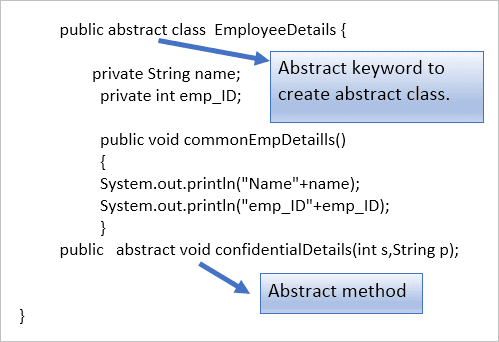 public abstract class EmployeeDetails {
private String name;
Abstract keyword to
create abstract class.
private int emp_ID;
public void commonEmpDetaills()
{
System.out.println("Name"+name);
System.out.println("emp_ID"+emp_ID);
}
public abstract void confidentialDetails(int s,String p);
Abstract method
}